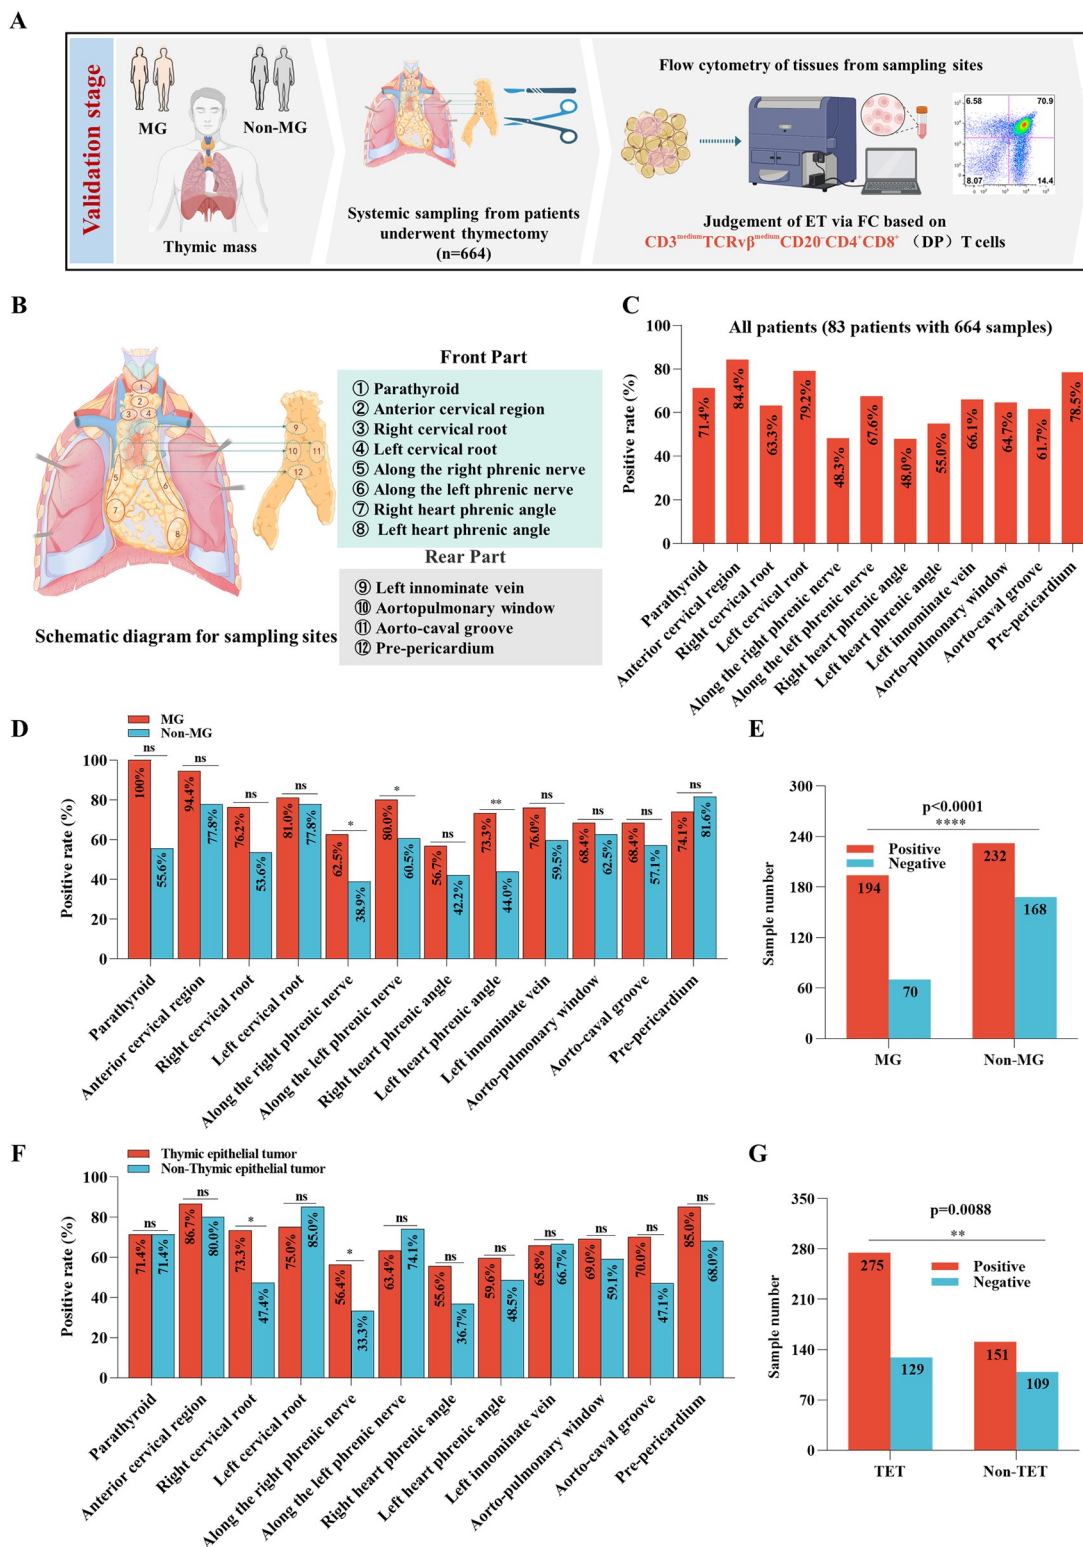 A
Validation stage
MG
Non-MG
Thymic mass
Systemic sampling from patients
underwent thymectomy
(n=664)
Flow cytometry of tissues from sampling sites
6.58
70.9
8.07
14.4
Judgement of ET via FC based on
CD3medium TCRvβmedium CD20-CD4+CD8+ （DP）T cells
B
Front Part
① Parathyroid
② Anterior cervical region
③ Right cervical root
④ Left cervical root
⑤ Along the right phrenic nerve
⑥ Along the left phrenic nerve
⑦ Right heart phrenic angle
⑧ Left heart phrenic angle
Rear Part
⑨ Left innominate vein
⑩ Aortopulmonary window
⑪ Aorto-caval groove
⑫ Pre-pericardium
Schematic diagram for sampling sites
C
All patients (83 patients with 664 samples)
Positive rate (%)
100
80
60
40
20
0
71.4%
84.4%
63.3%
79.2%
48.3%
67.6%
48.0%
55.0%
66.1%
64.7%
61.7%
78.5%
Parathyroid
Anterior cervical region
Right cervical root
Left cervical root
Along the right phrenic nerve
Along the left phrenic nerve
Right heart phrenic angle
Left heart phrenic angle
Left innominate vein
Aorto-pulmonary window
Aorto-caval groove
Pre-pericardium
D
MG
Non-MG
Positive rate (%)
100
80
60
40
20
0
ns
ns
ns
ns
*
*
ns
**
ns
ns
ns
ns
100%
55.6%
94.4%
77.8%
76.2%
53.6%
81.0%
77.8%
62.5%
38.9%
80.0%
60.5%
56.7%
42.2%
73.3%
44.0%
76.0%
59.5%
68.4%
62.5%
68.4%
57.1%
74.1%
81.6%
Parathyroid
Anterior cervical region
Right cervical root
Left cervical root
Along the right phrenic nerve
Along the left phrenic nerve
Right heart phrenic angle
Left heart phrenic angle
Left innominate vein
Aorto-pulmonary window
Aorto-caval groove
Pre-pericardium
E
p<0.0001
****
Positive
Negative
Sample number
300
240
180
120
60
0
194
70
232
168
MG
Non-MG
F
Thymic epithelial tumor
Non-Thymic epithelial tumor
Positive rate (%)
100
80
60
40
20
0
ns
ns
*
ns
*
ns
ns
ns
ns
ns
ns
ns
71.4%
71.4%
86.7%
80.0%
73.3%
47.4%
75.0%
85.0%
56.4%
33.3%
63.4%
74.1%
55.6%
36.7%
59.6%
48.5%
65.8%
66.7%
69.0%
59.1%
70.0%
47.1%
85.0%
68.0%
Parathyroid
Anterior cervical region
Right cervical root
Left cervical root
Along the right phrenic nerve
Along the left phrenic nerve
Right heart phrenic angle
Left heart phrenic angle
Left innominate vein
Aorto-pulmonary window
Aorto-caval groove
Pre-pericardium
G
p=0.0088
**
Positive
Negative
Sample number
350
280
210
140
70
0
275
129
151
109
TET
Non-TET